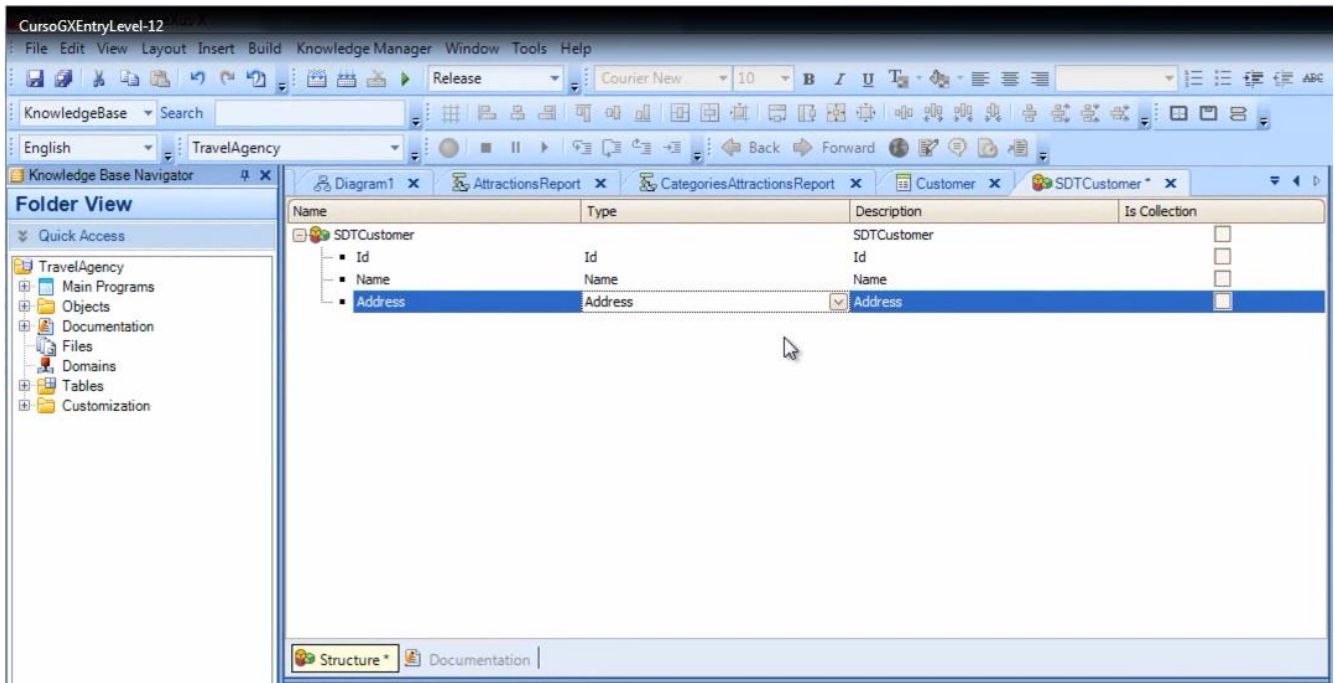 CursoGXEntryLevel-12
File Edit View Layout Insert Build Knowledge Manager Window Tools Help
Release Courier New 10 B I U ABC
KnowledgeBase Search
English TravelAgency Back Forward
Knowledge Base Navigator
Diagram1 AttractionsReport CategoriesAttractionsReport Customer SDTCustomer *
Folder View
Quick Access
TravelAgency
Main Programs
Objects
Documentation
Files
Domains
Tables
Customization
Name Type Description Is Collection
SDTCustomer SDTCustomer
Id Id Id
Name Name Name
Address Address Address
Structure * Documentation